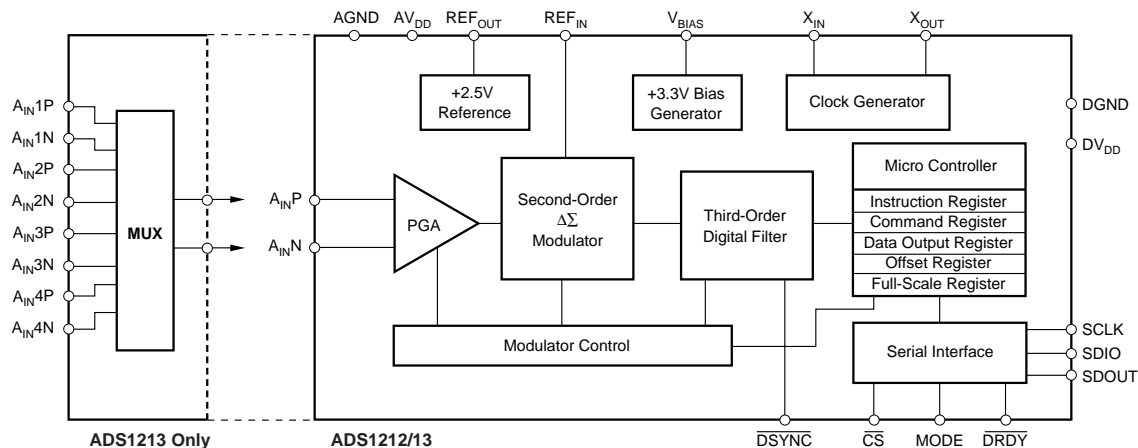 AGND AVDD REFOUT REFIN VBIAS XIN XOUT
+2.5V
Reference
+3.3V Bias
Generator
Clock Generator
DGND
DVDD
AIN1P
AIN1N
AIN2P
AIN2N
AIN3P
AIN3N
AIN4P
AIN4N
MUX
AINP
AINN
PGA
Second-Order
ΔΣ
Modulator
Third-Order
Digital Filter
Micro Controller
Instruction Register
Command Register
Data Output Register
Offset Register
Full-Scale Register
Modulator Control
Serial Interface
SCLK
SDIO
SDOUT
ADS1213 Only
ADS1212/13
DSYNC CS MODE DRDY